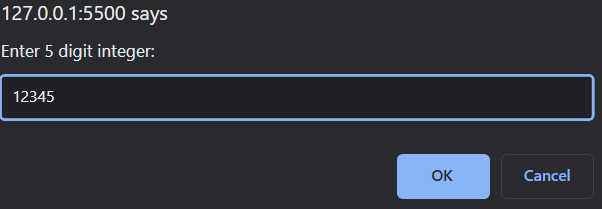 127.0.0.1:5500 says
Enter 5 digit integer:
12345
OK Cancel